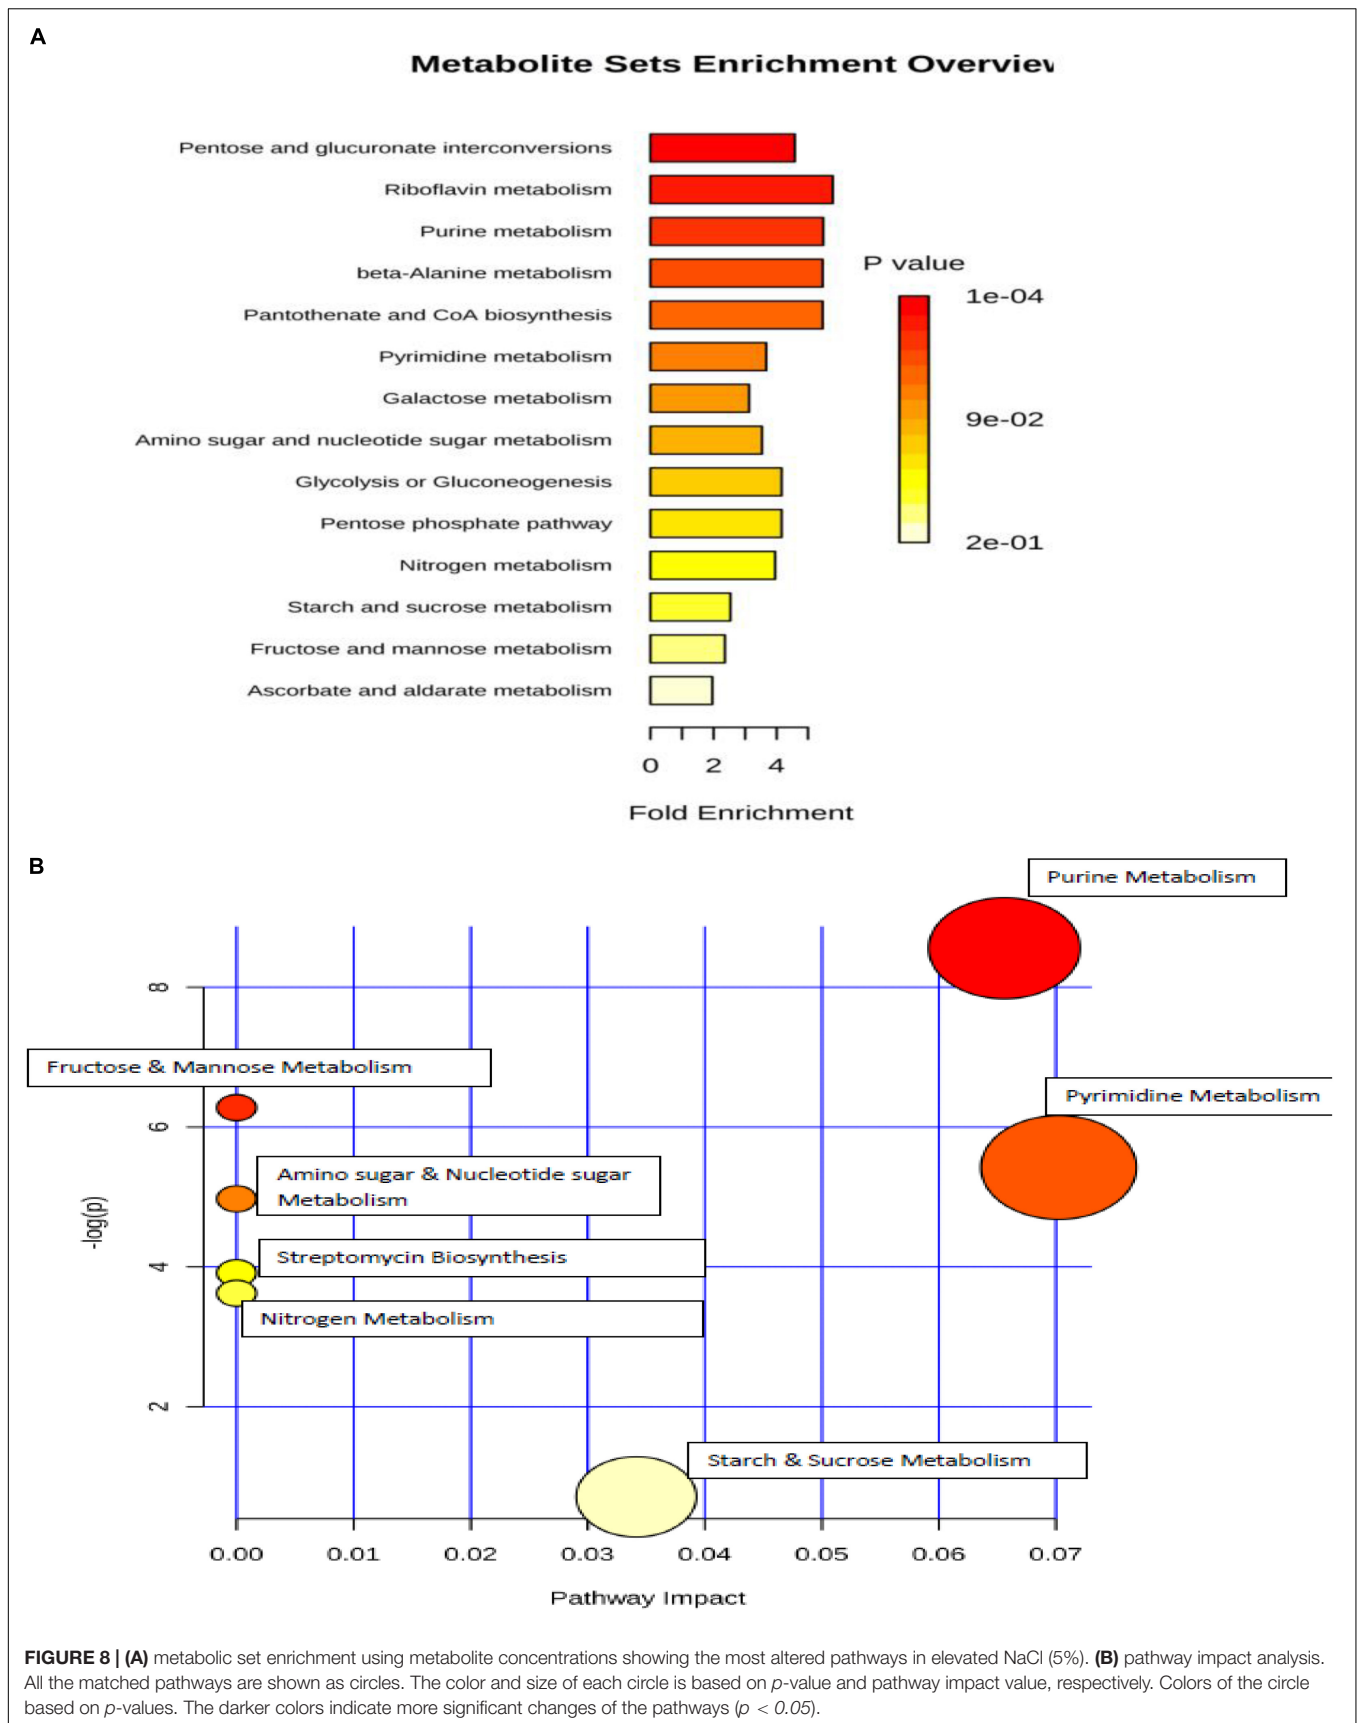 A
Metabolite Sets Enrichment Overview
Pentose and glucuronate interconversions
Riboflavin metabolism
Purine metabolism
beta-Alanine metabolism
Pantothenate and CoA biosynthesis
Pyrimidine metabolism
Galactose metabolism
Amino sugar and nucleotide sugar metabolism
Glycolysis or Gluconeogenesis
Pentose phosphate pathway
Nitrogen metabolism
Starch and sucrose metabolism
Fructose and mannose metabolism
Ascorbate and aldarate metabolism
0 2 4
Fold Enrichment
P value
1e-04
9e-02
2e-01
B
Purine Metabolism
Fructose & Mannose Metabolism
Pyrimidine Metabolism
Amino sugar & Nucleotide sugar
Metabolism
Streptomycin Biosynthesis
Nitrogen Metabolism
Starch & Sucrose Metabolism
8
6
4
2
-log(p)
0.00 0.01 0.02 0.03 0.04 0.05 0.06 0.07
Pathway Impact
FIGURE 8 | (A) metabolic set enrichment using metabolite concentrations showing the most altered pathways in elevated NaCl (5%). (B) pathway impact analysis.
All the matched pathways are shown as circles. The color and size of each circle is based on p-value and pathway impact value, respectively. Colors of the circle
based on p-values. The darker colors indicate more significant changes of the pathways (p < 0.05).